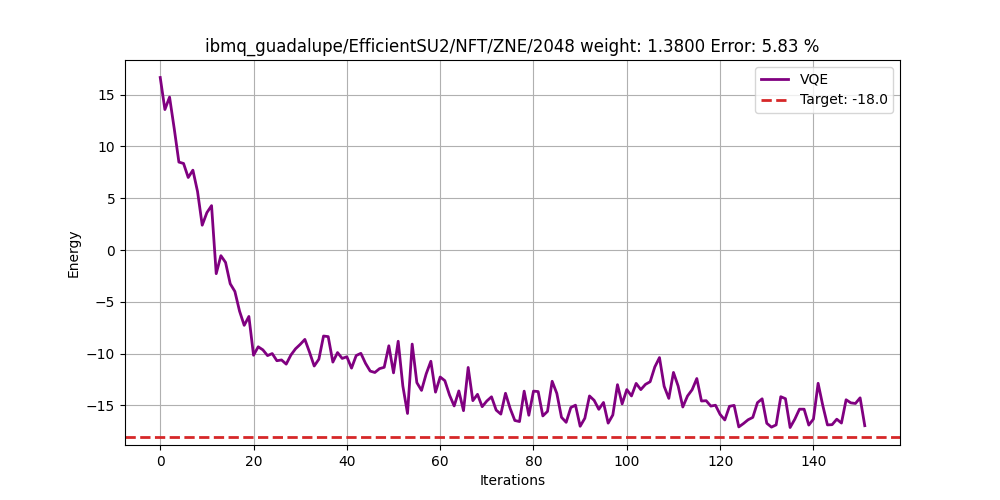 ibmq_guadalupe/EfficientSU2/NFT/ZNE/2048 weight: 1.3800 Error: 5.83 %
VQE
Target: -18.0
15
10
5
0
−5
−10
−15
Energy
0 20 40 60 80 100 120 140
Iterations